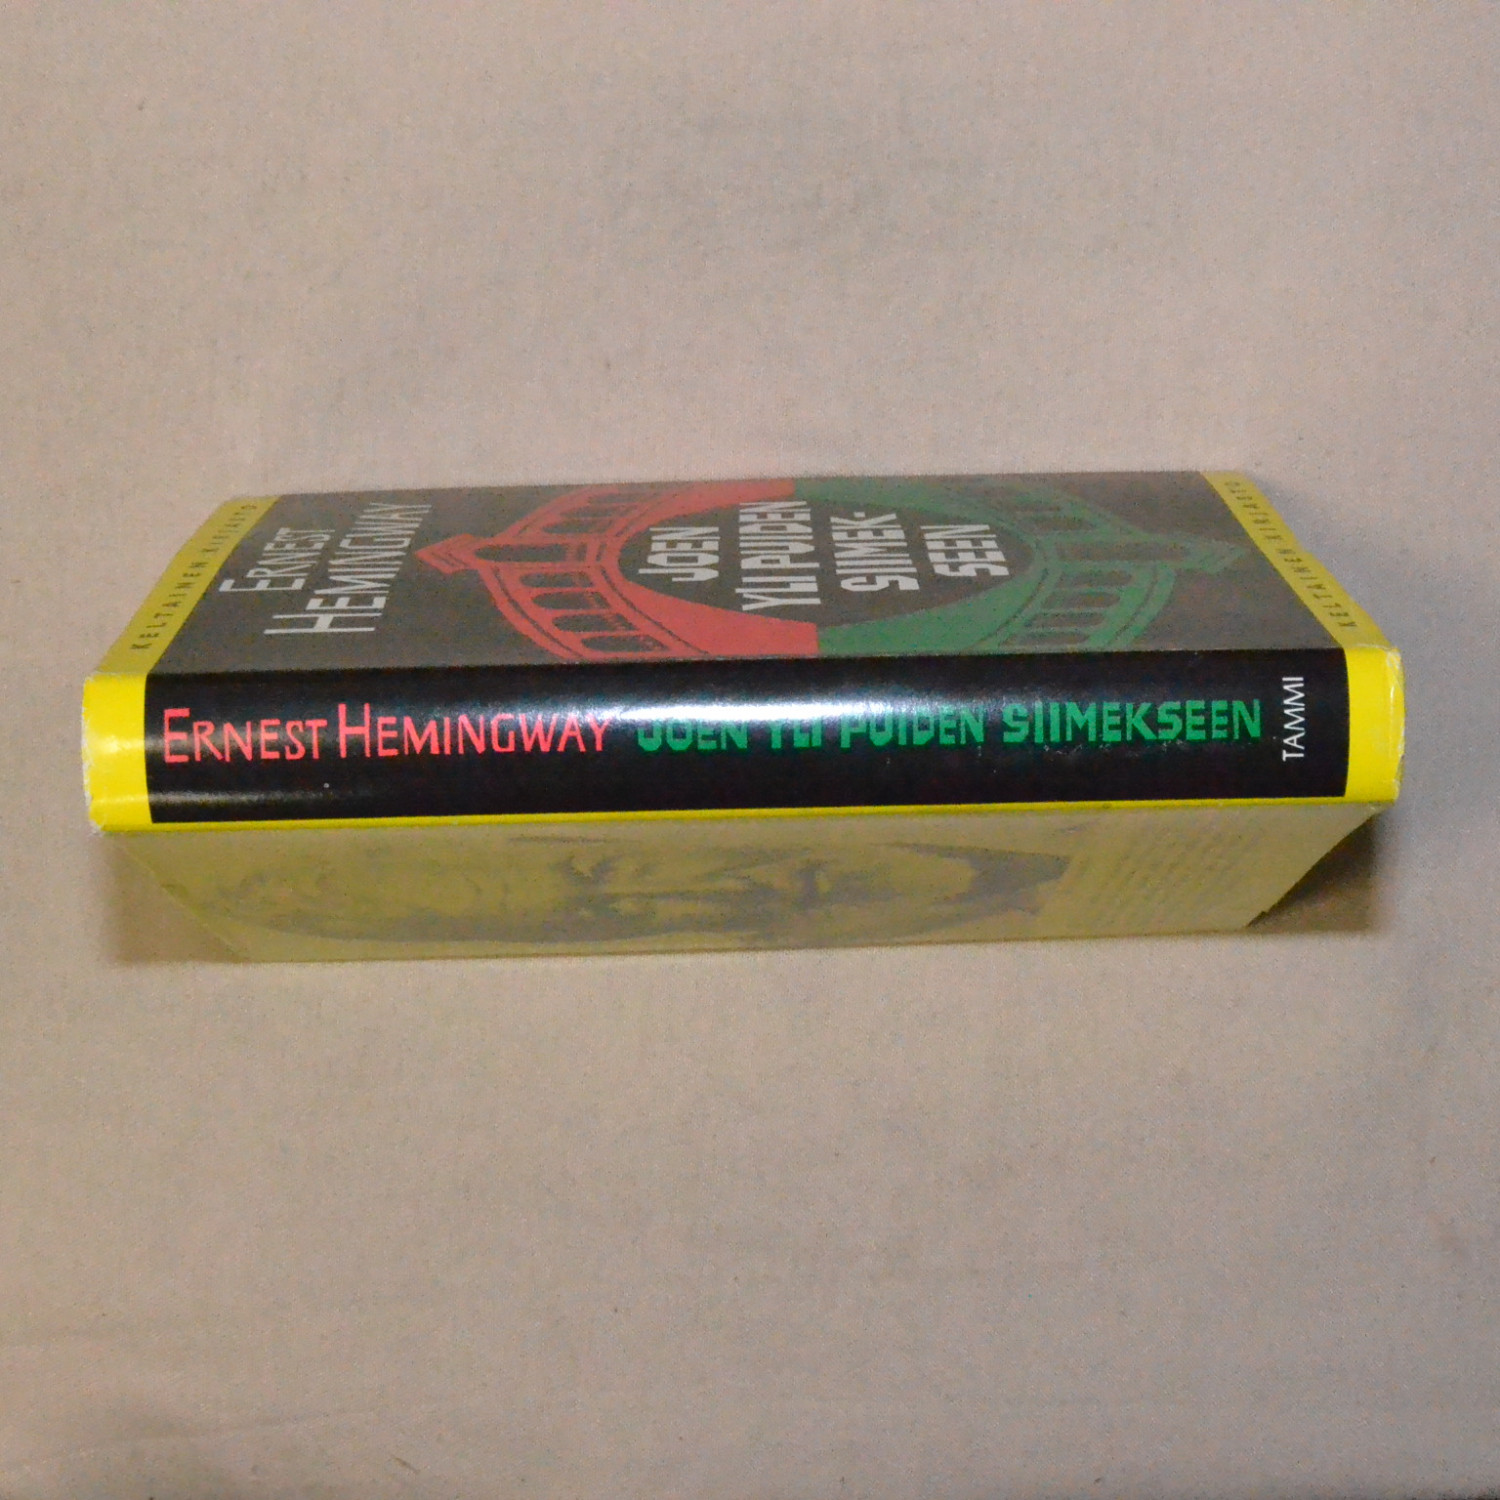 KELTAINEN KIRJASTO
ERNEST
HEMINGWAY
JOEN
YLI PUIDEN
SIIMEK-
SEEN
KELTAINEN KIRJASTO
ERNEST HEMINGWAY JOEN YLI PUIDEN SIIMEKSEEN
TAMMI